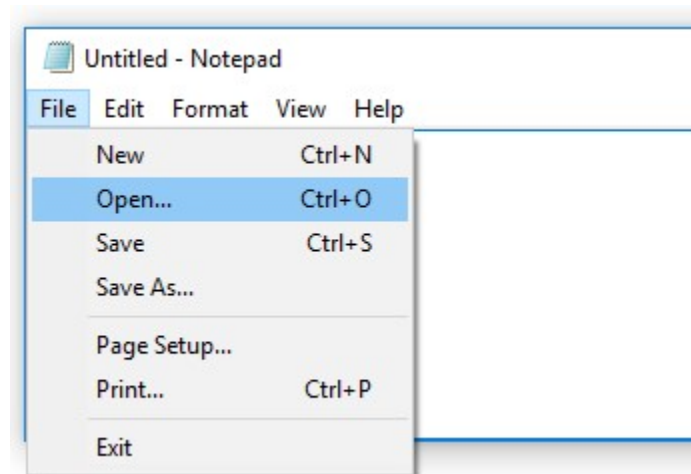 Untitled - Notepad
File Edit Format View Help
New Ctrl+N
Open... Ctrl+O
Save Ctrl+S
Save As...
Page Setup...
Print... Ctrl+P
Exit